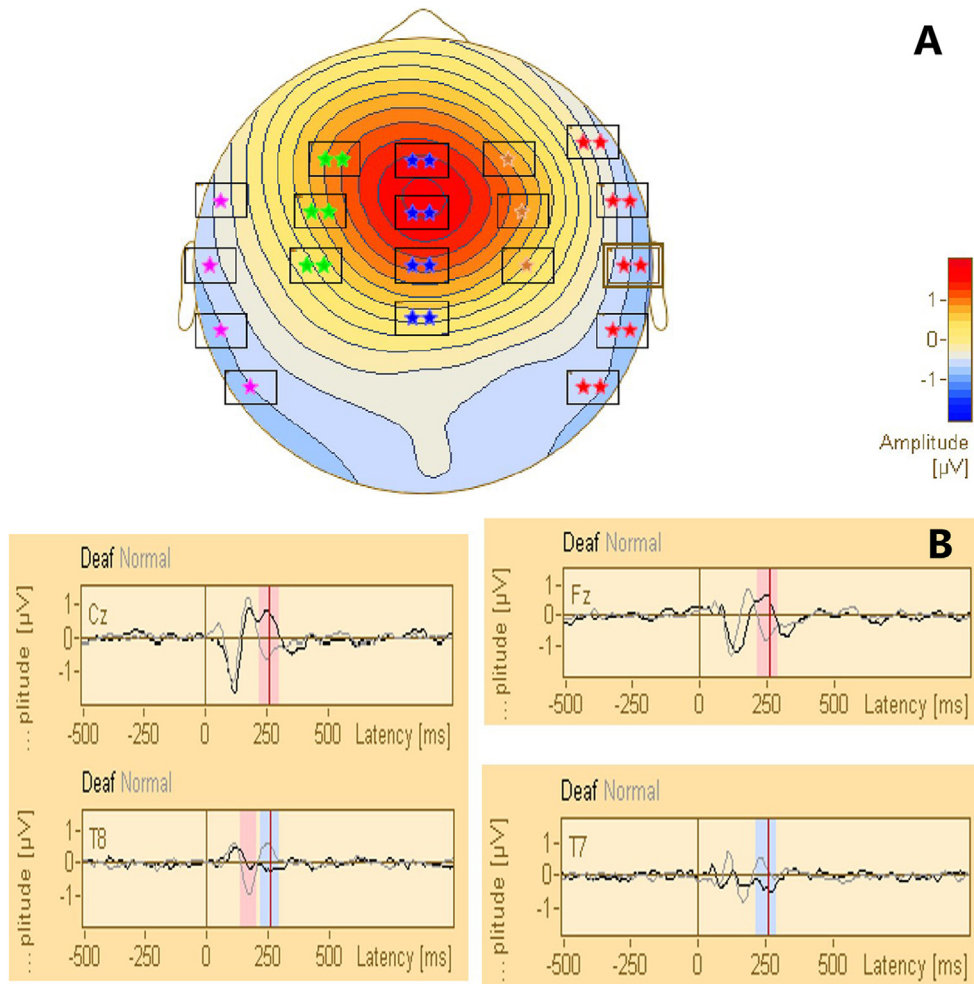 A
1
0
-1
Amplitude
[µV]
Deaf Normal
Cz
1
0
-1
... plitude [µV]
-500 -250 0 250 500 Latency [ms]
B
Deaf Normal
Fz
1
0
-1
... plitude [µV]
-500 -250 0 250 500 Latency [ms]
Deaf Normal
T8
1
0
-1
... plitude [µV]
-500 -250 0 250 500 Latency [ms]
Deaf Normal
T7
1
0
-1
... plitude [µV]
-500 -250 0 250 500 Latency [ms]